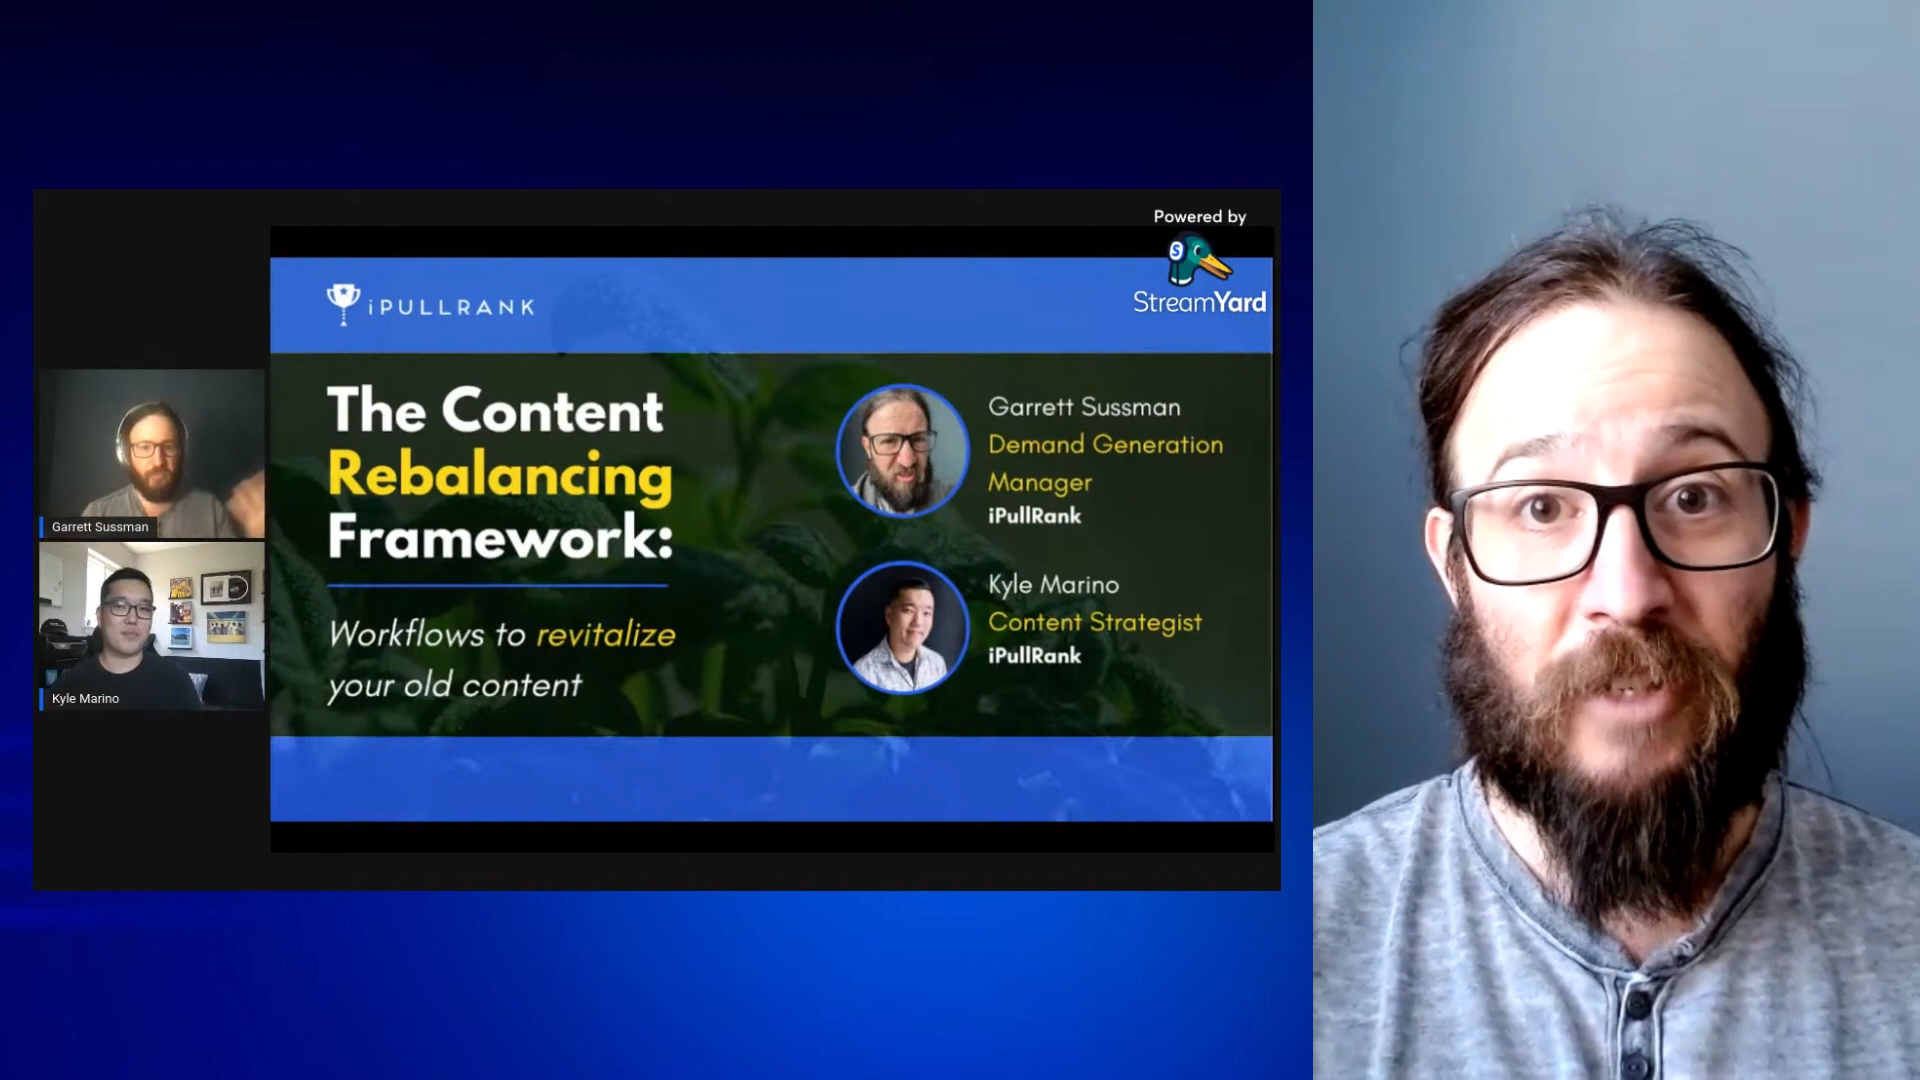 Powered by
S
StreamYard
iPULLRANK
The Content
Rebalancing
Framework:
Workflows to revitalize
your old content
Garrett Sussman
Demand Generation
Manager
iPullRank
Kyle Marino
Content Strategist
iPullRank
Garrett Sussman
Kyle Marino